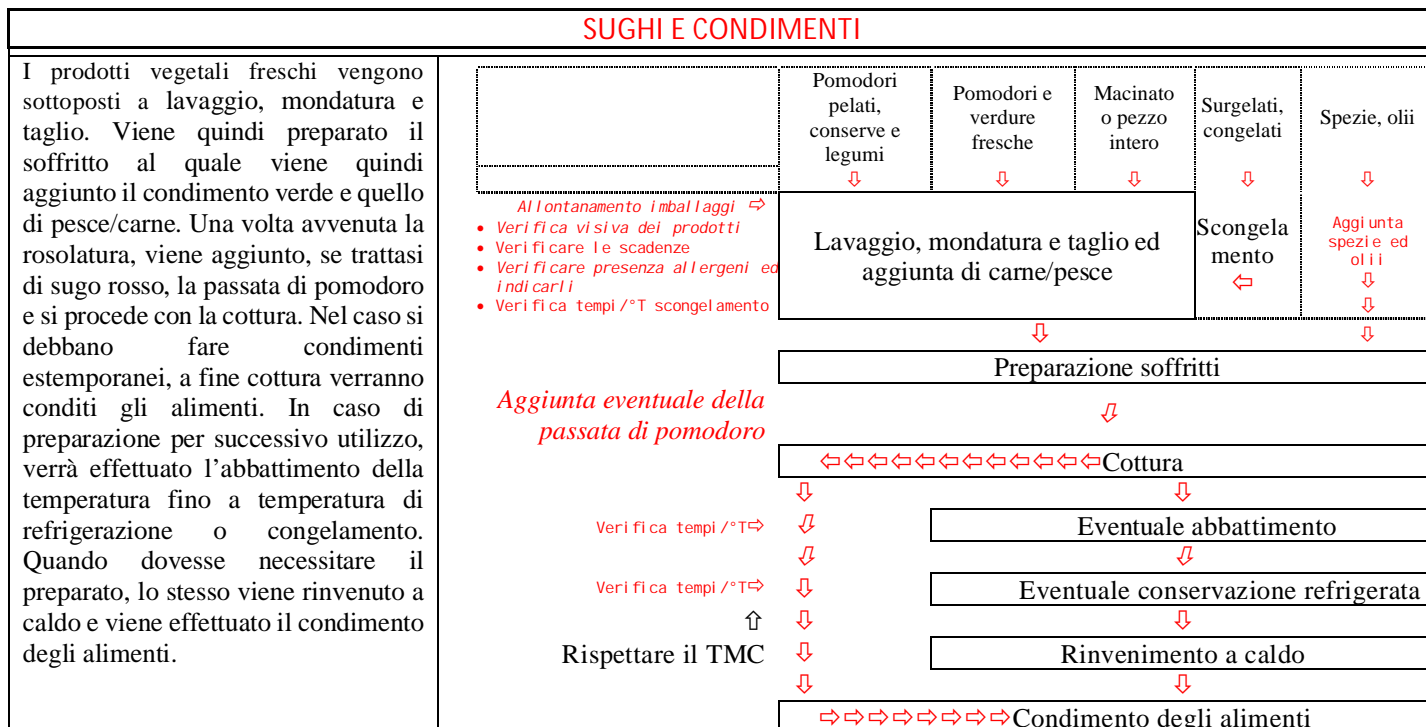 SUGHI E CONDIMENTI
I prodotti vegetali freschi vengono
sottoposti a lavaggio, mondatura e
taglio. Viene quindi preparato il
soffritto al quale viene quindi
aggiunto il condimento verde e quello
di pesce/carne. Una volta avvenuta la
rosolatura, viene aggiunto, se trattasi
di sugo rosso, la passata di pomodoro
e si procede con la cottura. Nel caso si
debbano fare condimenti
estemporanei, a fine cottura verranno
conditi gli alimenti. In caso di
preparazione per successivo utilizzo,
verrà effettuato l’abbattimento della
temperatura fino a temperatura di
refrigerazione o congelamento.
Quando dovesse necessitare il
preparato, lo stesso viene rinvenuto a
caldo e viene effettuato il condimento
degli alimenti.
Pomodori
pelati,
conserve e
legumi
Pomodori e
verdure
fresche
Macinato
o pezzo
intero
Surgelati,
congelati
Spezie, olii
⇩ ⇩ ⇩ ⇩ ⇩
Allontanamento imballaggi ⇨
• Verifica visiva dei prodotti
• Verificare le scadenze
• Verificare presenza allergeni ed
indicarli
• Verifica tempi/°T scongelamento
Lavaggio, mondatura e taglio ed
aggiunta di carne/pesce
Scongela
mento
⇦
Aggiunta
spezie ed
olii
⇩
⇩
⇩ ⇩
Preparazione soffritti
Aggiunta eventuale della
passata di pomodoro
⇩
⇦⇦⇦⇦⇦⇦⇦⇦⇦⇦⇦⇦Cottura
⇩ ⇩
Verifica tempi/°T⇨ ⇩ Eventuale abbattimento
⇩ ⇩
Verifica tempi/°T⇨ ⇩ Eventuale conservazione refrigerata
⇧ ⇩ ⇩
Rispettare il TMC ⇩ Rinvenimento a caldo
⇩ ⇩
⇨⇨⇨⇨⇨⇨⇨⇨Condimento degli alimenti